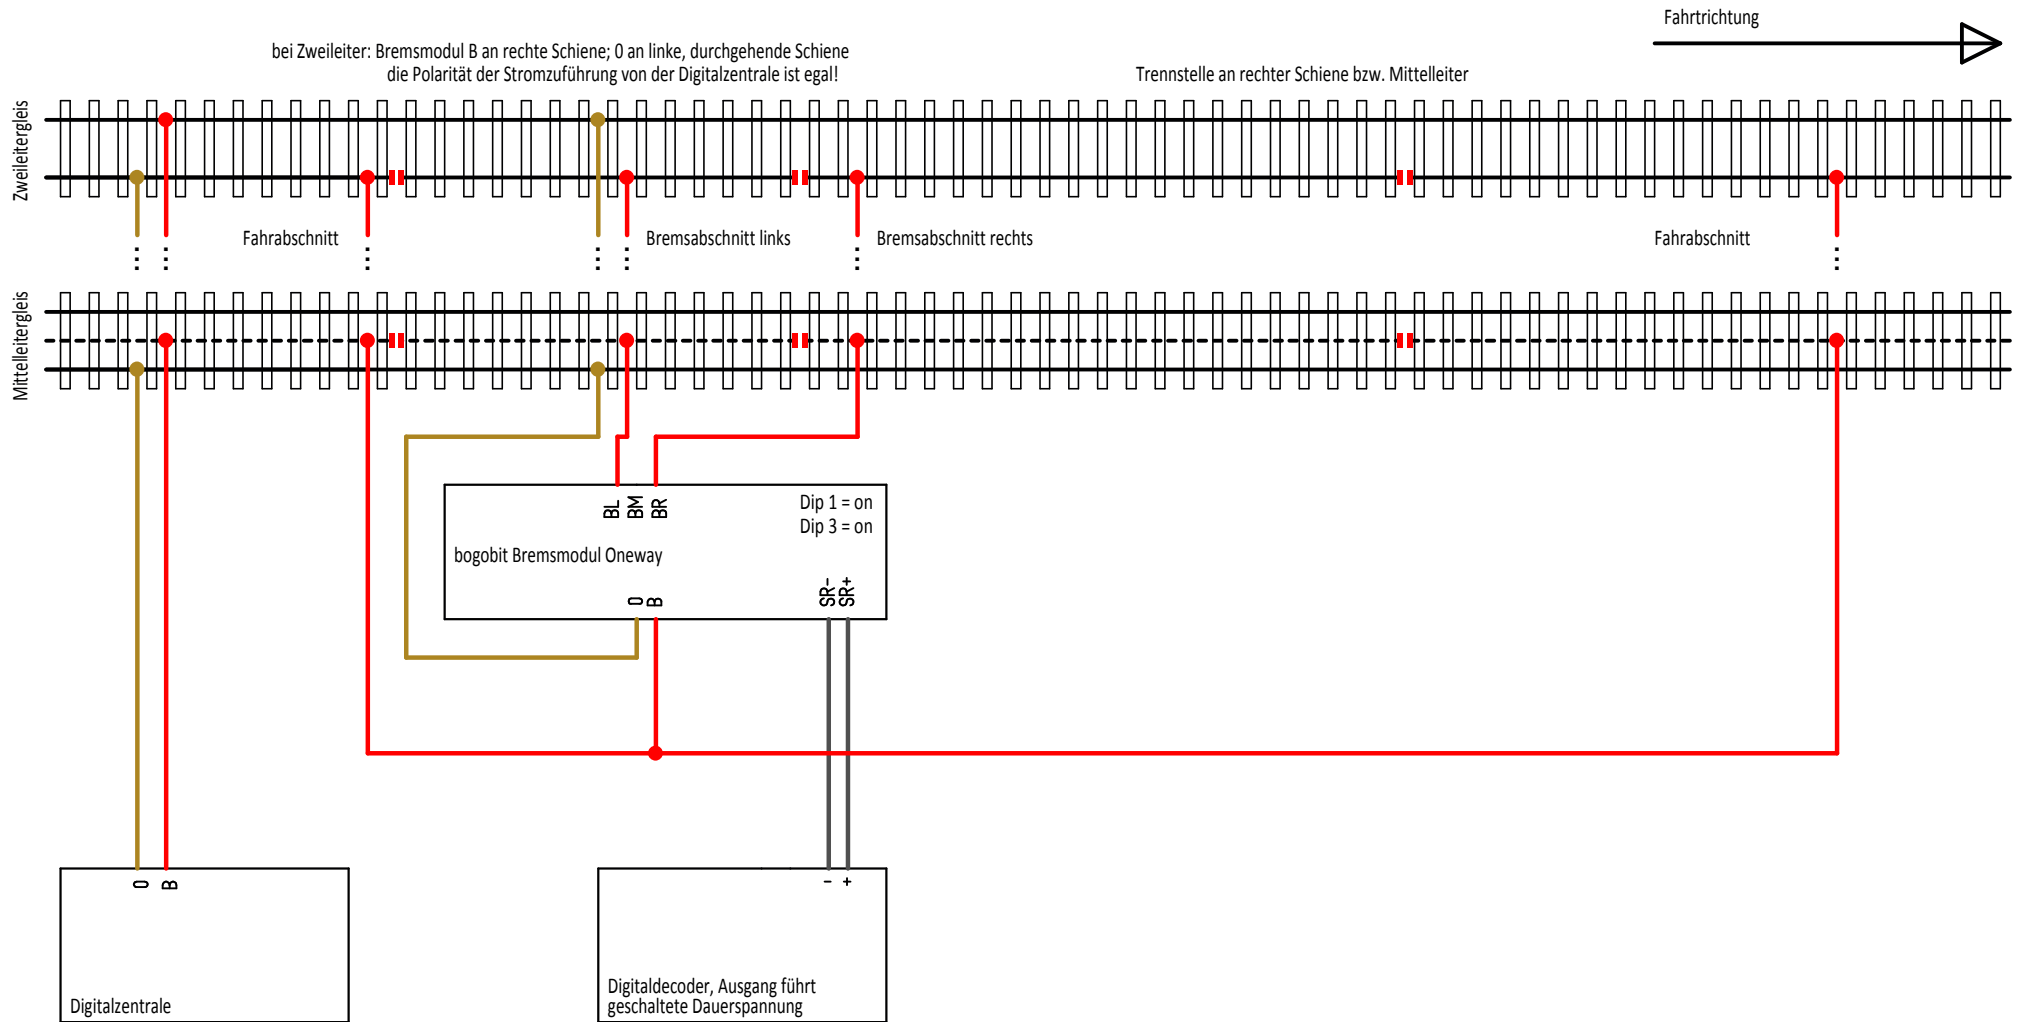 Fahrtrichtung
bei Zweileiter: Bremsmodul B an rechte Schiene; 0 an linke, durchgehende Schiene
die Polarität der Stromzuführung von der Digitalzentrale ist egal!
Trennstelle an rechter Schiene bzw. Mittelleiter
Zweileitergleis
Fahrabschnitt
Bremsabschnitt links
Bremsabschnitt rechts
Fahrabschnitt
Mittelleitergleis
BL
BM
BR
Dip 1 = on
Dip 3 = on
bogobit Bremsmodul Oneway
0
B
SR-
SR+
0
B
-
+
Digitalzentrale
Digitaldecoder, Ausgang führt
geschaltete Dauerspannung